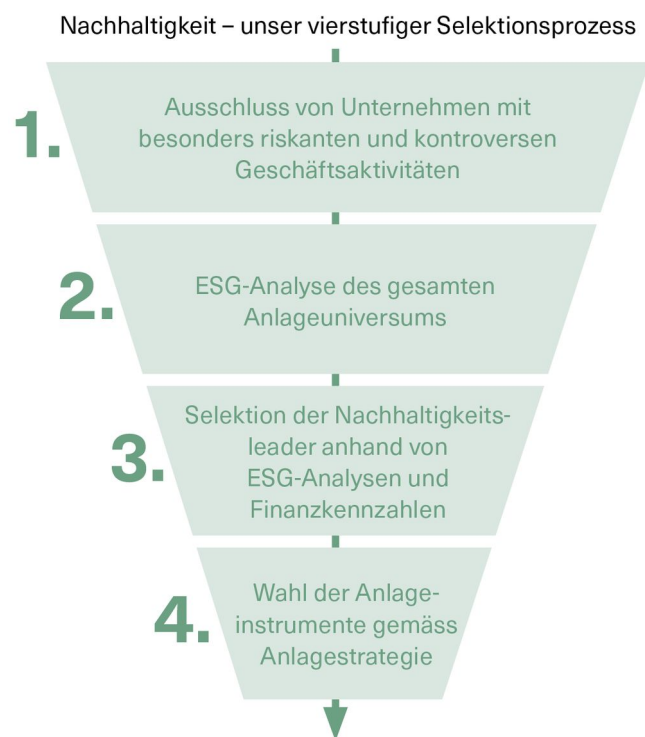 Nachhaltigkeit – unser vierstufiger Selektionsprozess
1.
Ausschluss von Unternehmen mit
besonders riskanten und kontroversen
Geschäftsaktivitäten
2.
ESG-Analyse des gesamten
Anlageuniversums
3.
Selektion der Nachhaltigkeits-
leader anhand von
ESG-Analysen und
Finanzkennzahlen
4.
Wahl der Anlage-
instrumente gemäss
Anlagestrategie